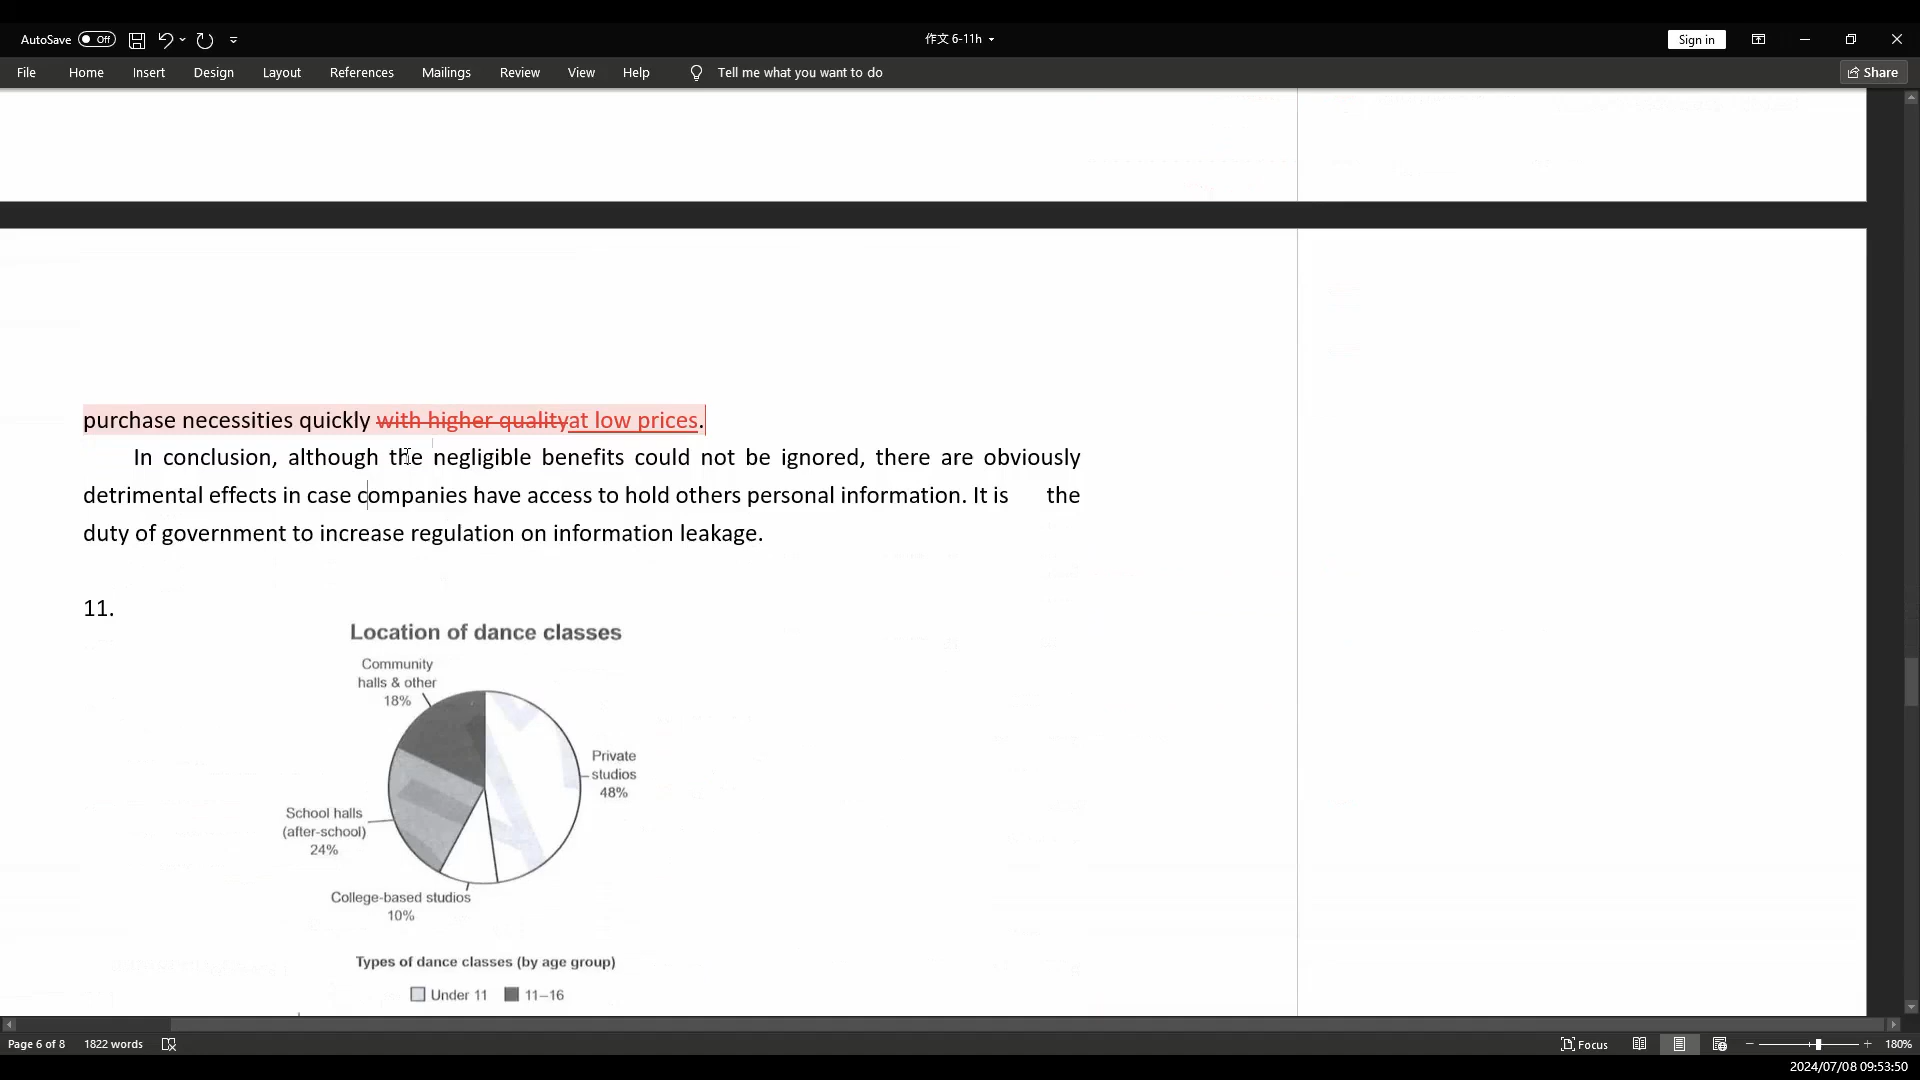 AutoSave Off 作文 6-11h Sign in
File Home Insert Design Layout References Mailings Review View Help Tell me what you want to do Share
purchase necessities quickly with higher qualityat low prices.
In conclusion, although the negligible benefits could not be ignored, there are obviously
detrimental effects in case companies have access to hold others personal information. It is the
duty of government to increase regulation on information leakage.
11.
Location of dance classes
Community
halls & other
18%
Private
studios
48%
School halls
(after-school)
24%
College-based studios
10%
Types of dance classes (by age group)
Under 11 11–16
Page 6 of 8 1822 words Focus 180%
2024/07/08 09:53:50